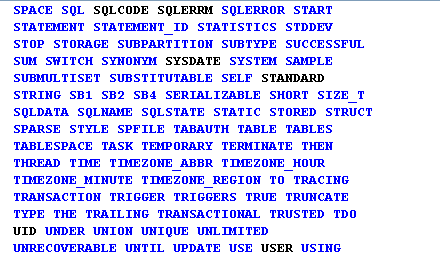 SPACE SQL SQLCODE SQLERRM SQLERROR START
STATEMENT STATEMENT_ID STATISTICS STDDEV
STOP STORAGE SUBPARTITION SUBTYPE SUCCESSFUL
SUM SWITCH SYNONYM SYSDATE SYSTEM SAMPLE
SUBMULTISET SUBSTITUTABLE SELF STANDARD
STRING SB1 SB2 SB4 SERIALIZABLE SHORT SIZE_T
SQLDATA SQLNAME SQLSTATE STATIC STORED STRUCT
SPARSE STYLE SPFILE TABAUTH TABLE TABLES
TABLESPACE TASK TEMPORARY TERMINATE THEN
THREAD TIME TIMEZONE_ABBR TIMEZONE_HOUR
TIMEZONE_MINUTE TIMEZONE_REGION TO TRACING
TRANSACTION TRIGGER TRIGGERS TRUE TRUNCATE
TYPE THE TRAILING TRANSACTIONAL TRUSTED TDO
UID UNDER UNION UNIQUE UNLIMITED
UNRECOVERABLE UNTIL UPDATE USE USER USING